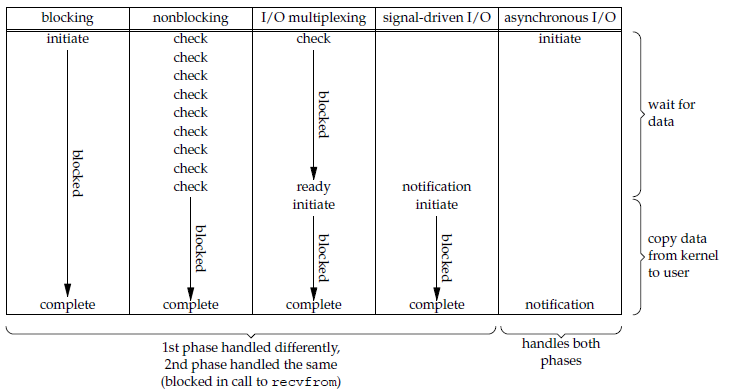 blocking nonblocking I/O multiplexing signal-driven I/O asynchronous I/O
initiate check check initiate
check
check
check
check
check
check
check
check ready notification
initiate initiate
blocked
blocked
blocked
blocked
blocked
complete complete complete complete notification
wait for
data
copy data
from kernel
to user
1st phase handled differently,
2nd phase handled the same
(blocked in call to recvfrom)
handles both
phases